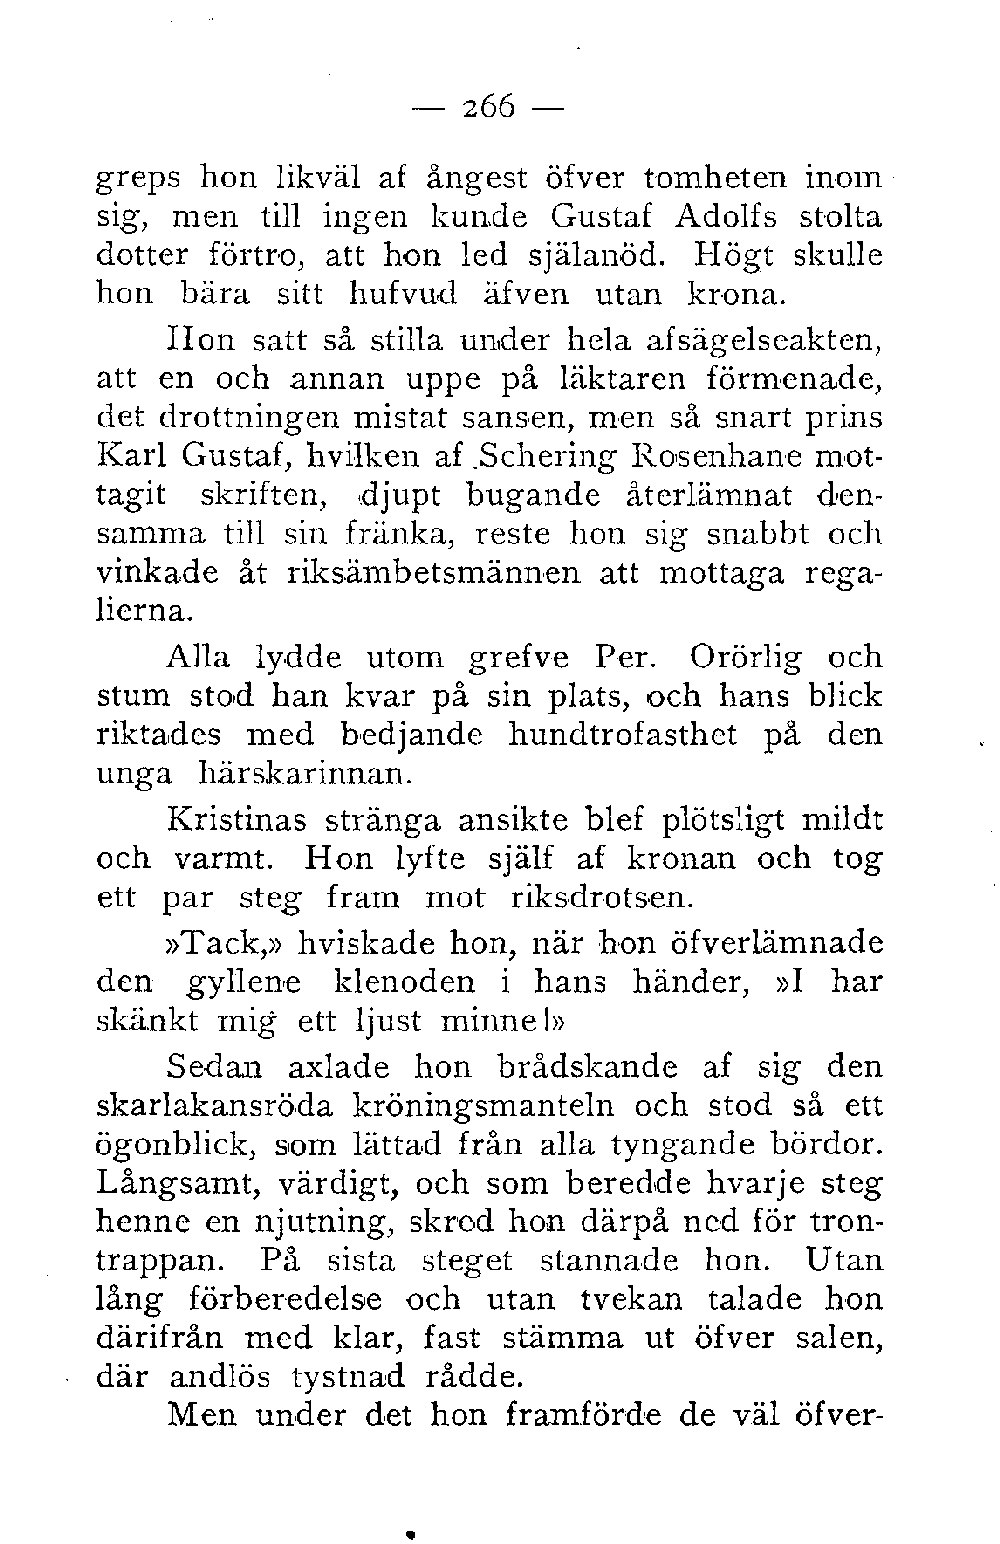 — 266 —
greps hon likväl af ångest öfver tomheten inom
sig, men till ingen kunde Gustaf Adolfs stolta
dotter förtro, att hon led själanöd. Högt skulle
hon bära sitt hufvud äfven utan krona.
Hon satt så stilla under hela afsägelseakten,
att en och annan uppe på läktaren förmenade,
det drottningen mistat sansen, men så snart prins
Karl Gustaf, hvilken af Schering Rosenhane mot-
tagit skriften, djupt bugande återlämnat den-
samma till sin fränka, reste hon sig snabbt och
vinkade åt riksämbetsmännen att mottaga rega-
lierna.
Alla lydde utom grefve Per. Orörlig och
stum stod han kvar på sin plats, och hans blick
riktades med bedjande hundtrofasthet på den
unga härskarinnan.
Kristinas stränga ansikte blef plötsligt mildt
och varmt. Hon lyfte själf af kronan och tog
ett par steg fram mot riksdrotsen.
»Tack,» hviskade hon, när hon öfverlämnade
den gyllene klenoden i hans händer, »I har
skänkt mig ett ljust minne!»
Sedan axlade hon brådskande af sig den
skarlakansröda kröningsmanteln och stod så ett
ögonblick, som lättad från alla tyngande bördor.
Långsamt, värdigt, och som beredde hvarje steg
henne en njutning, skred hon därpå ned för tron-
trappan. På sista steget stannade hon. Utan
lång förberedelse och utan tvekan talade hon
därifrån med klar, fast stämma ut öfver salen,
där andlös tystnad rådde.
Men under det hon framförde de väl öfver-